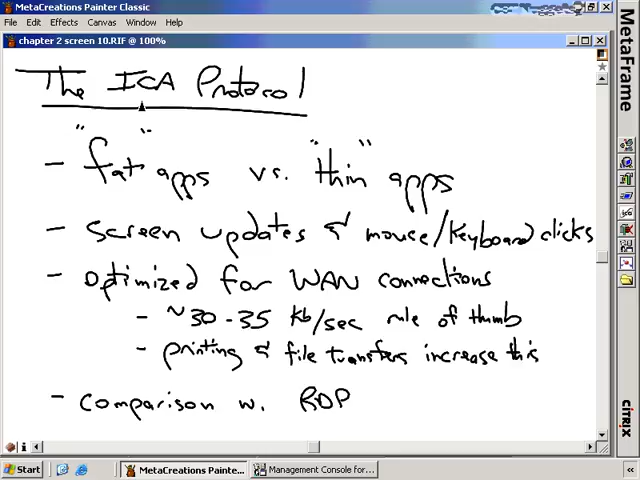 MetaCreations Painter Classic
File Edit Effects Canvas Window Help
chapter 2 screen 10.RIF @ 100%
The ICA Protocol
- "fat" apps vs. "thin" apps
- screen updates & mouse/keyboard clicks
- optimized for WAN connections
- ~30-35 Kb/sec rule of thumb
- printing & file transfers increase this
- comparison w. RDP
MetaFrame
CITRIX
Start MetaCreations Painte... Management Console for...